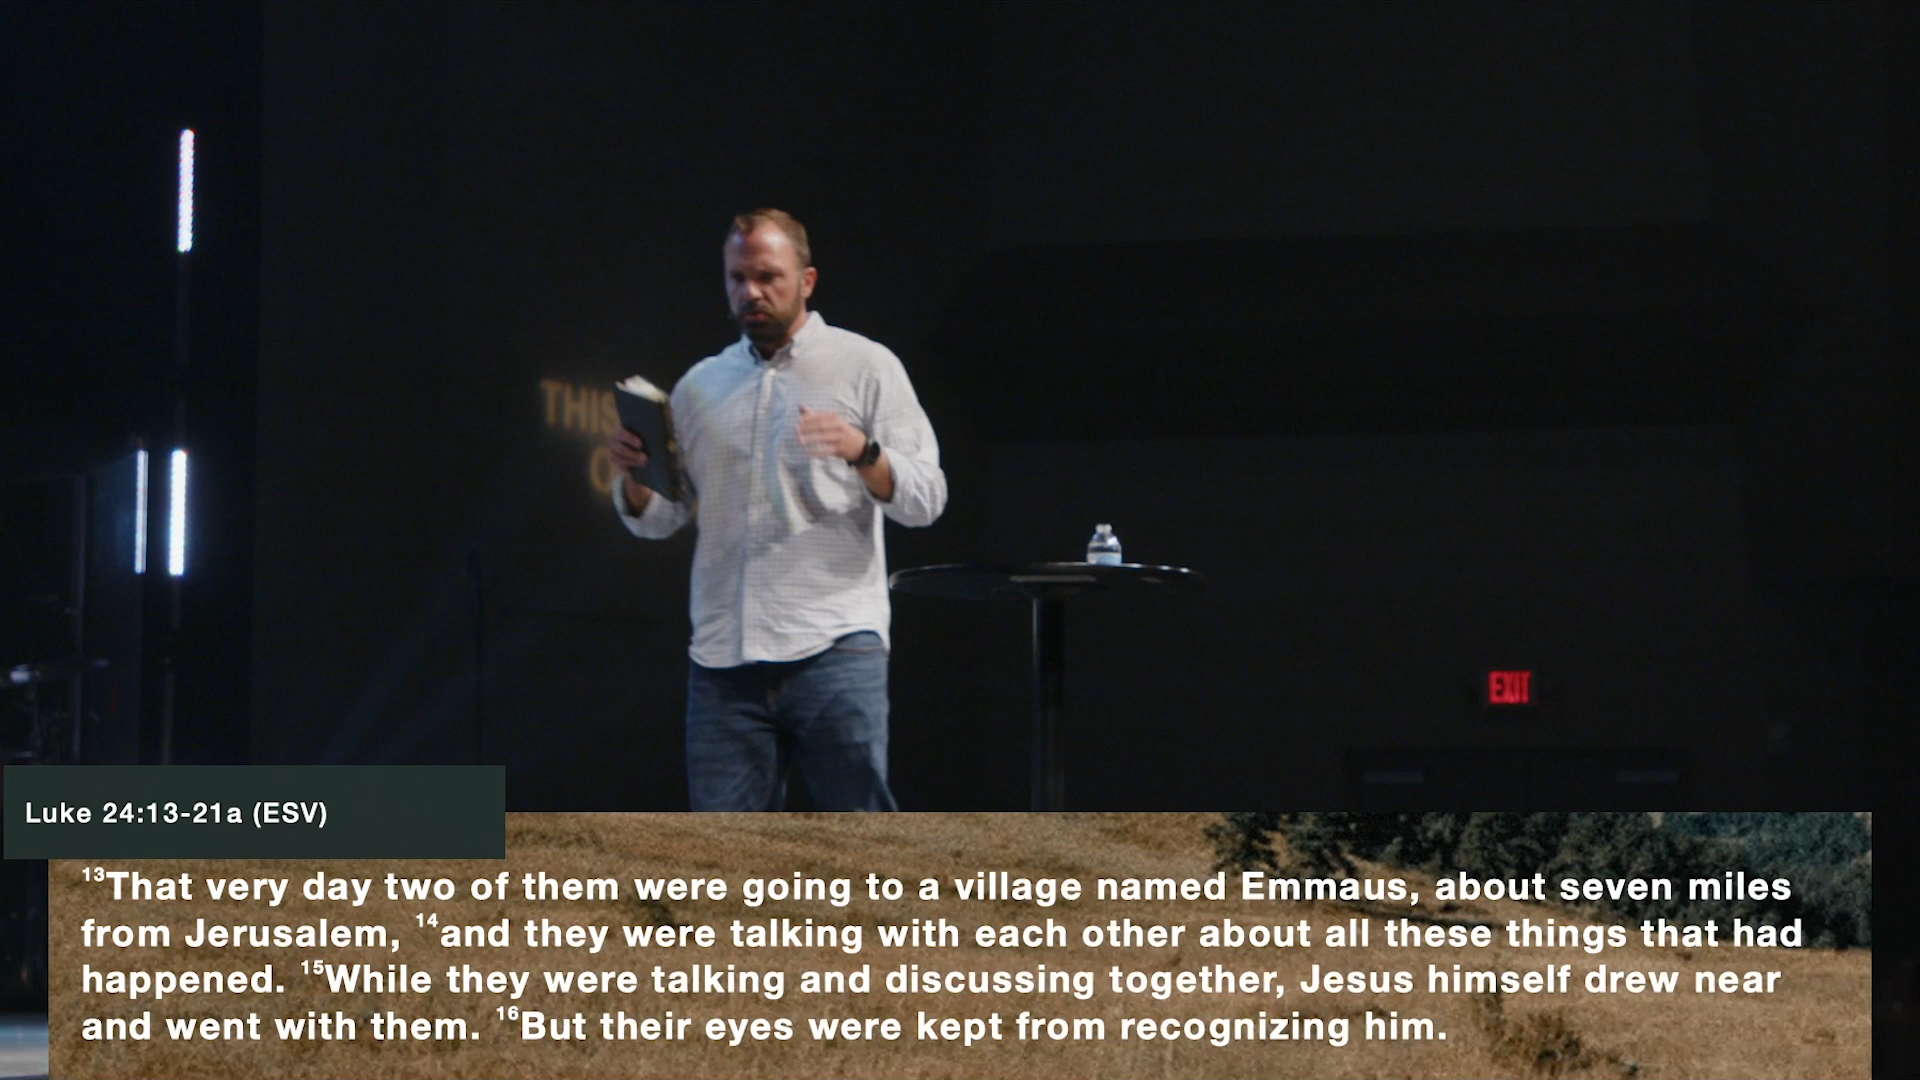 THIS
EXIT
Luke 24:13-21a (ESV)
¹³That very day two of them were going to a village named Emmaus, about seven miles
from Jerusalem, ¹⁴and they were talking with each other about all these things that had
happened. ¹⁵While they were talking and discussing together, Jesus himself drew near
and went with them. ¹⁶But their eyes were kept from recognizing him.